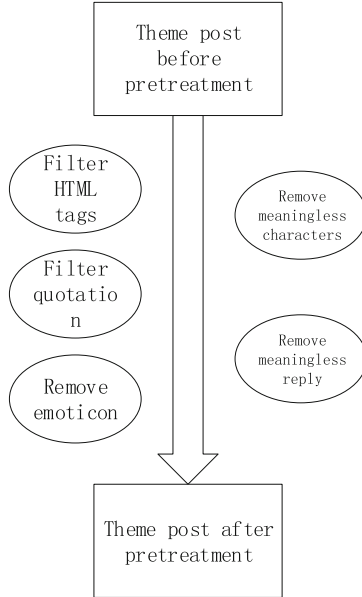 Theme post
before
pretreatment
Filter
HTML
tags
Remove
meaningless
characters
Filter
quotatio
n
Remove
meaningless
reply
Remove
emoticon
Theme post after
pretreatment